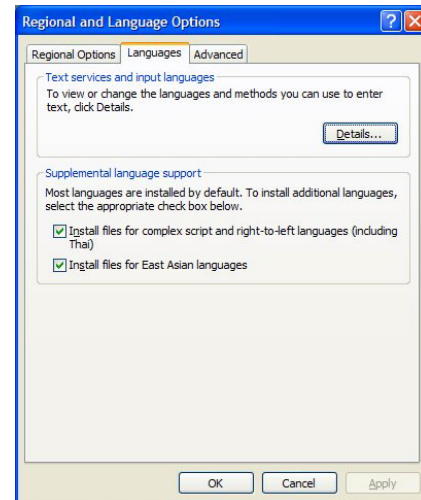 Regional and Language Options
Regional Options Languages Advanced
Text services and input languages
To view or change the languages and methods you can use to enter
text, click Details.
Details...
Supplemental language support
Most languages are installed by default. To install additional languages,
select the appropriate check box below.
Install files for complex script and right-to-left languages (including
Thai)
Install files for East Asian languages
OK Cancel Apply